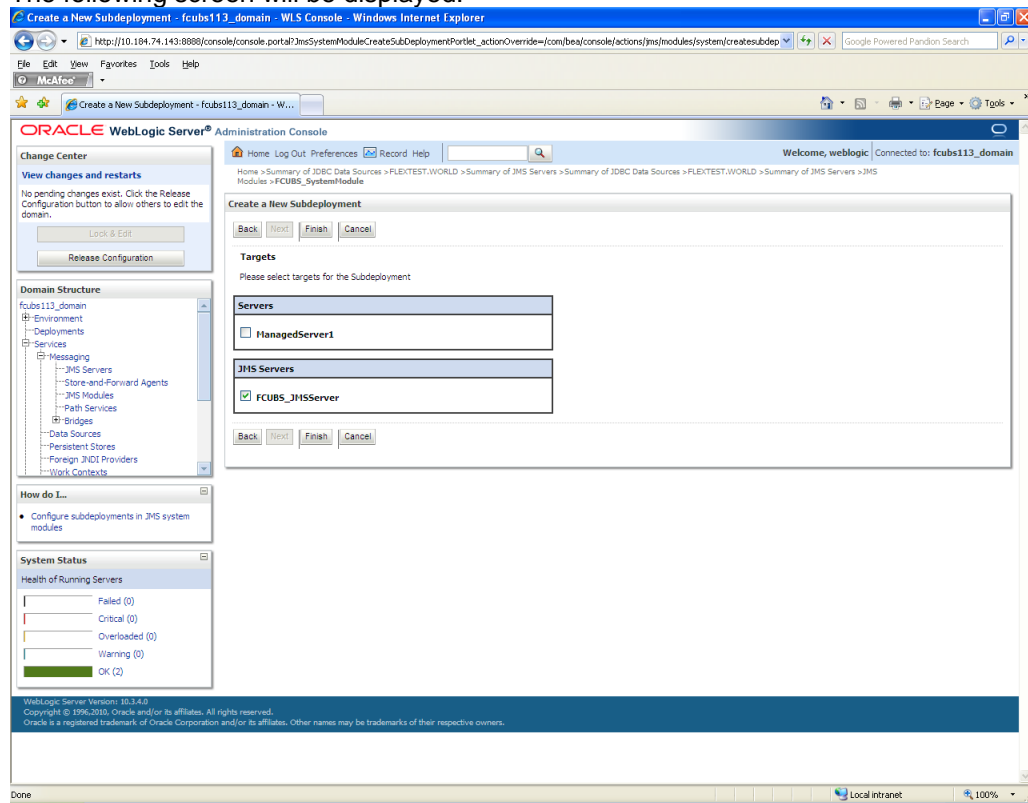 The following screen will be displayed:
Create a New Subdeployment - fcubs113_domain - WLS Console - Windows Internet Explorer
http://10.184.74.143:8888/console/console.portal?JmsSystemModuleCreateSubDeploymentPortlet_actionOverride=/com/bea/console/actions/jms/modules/system/createsubdep
Google Powered Pandion Search
File Edit View Favorites Tools Help
McAfee
Create a New Subdeployment - fcubs113_domain - W...
Page Tools
ORACLE WebLogic Server® Administration Console
Change Center
View changes and restarts
No pending changes exist. Click the Release
Configuration button to allow others to edit the
domain.
Lock & Edit
Release Configuration
Domain Structure
fcubs113_domain
Environment
Deployments
Services
Messaging
JMS Servers
Store-and-Forward Agents
JMS Modules
Path Services
Bridges
Data Sources
Persistent Stores
Foreign JNDI Providers
Work Contexts
How do I...
Configure subdeployments in JMS system
modules
System Status
Health of Running Servers
Failed (0)
Critical (0)
Overloaded (0)
Warning (0)
OK (2)
Home Log Out Preferences Record Help
Welcome, weblogic Connected to: fcubs113_domain
Home >Summary of JDBC Data Sources >FLEXTEST.WORLD >Summary of JMS Servers >Summary of JDBC Data Sources >FLEXTEST.WORLD >Summary of JMS Servers >JMS
Modules >FCUBS_SystemModule
Create a New Subdeployment
Back Next Finish Cancel
Targets
Please select targets for the Subdeployment
Servers
ManagedServer1
JMS Servers
FCUBS_JMSServer
Back Next Finish Cancel
WebLogic Server Version: 10.3.4.0
Copyright © 1996,2010, Oracle and/or its affiliates. All rights reserved.
Oracle is a registered trademark of Oracle Corporation and/or its affiliates. Other names may be trademarks of their respective owners.
Done
Local intranet
100%